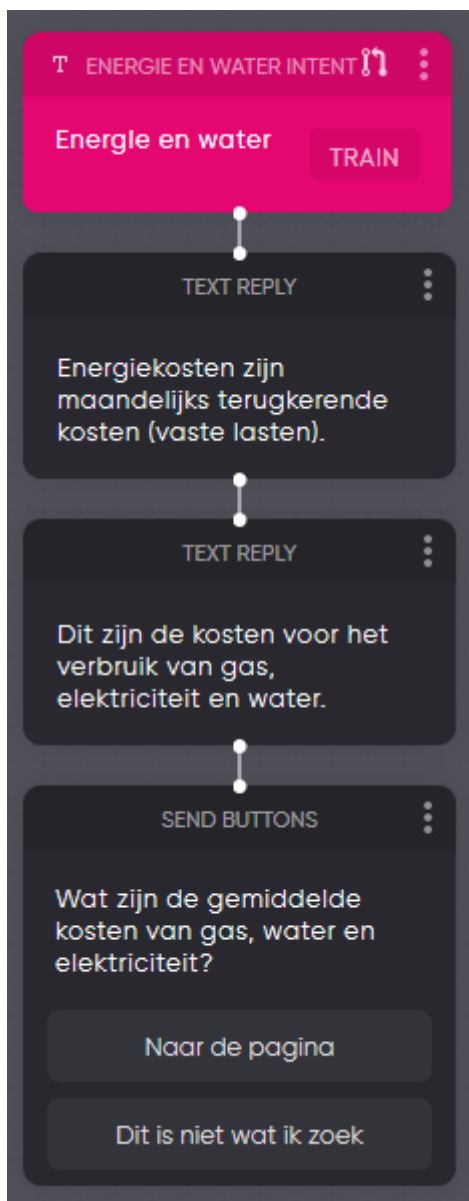 T ENERGIE EN WATER INTENT
Energie en water
TRAIN
TEXT REPLY
Energiekosten zijn
maandelijks terugkerende
kosten (vaste lasten).
TEXT REPLY
Dit zijn de kosten voor het
verbruik van gas,
elektriciteit en water.
SEND BUTTONS
Wat zijn de gemiddelde
kosten van gas, water en
elektriciteit?
Naar de pagina
Dit is niet wat ik zoek